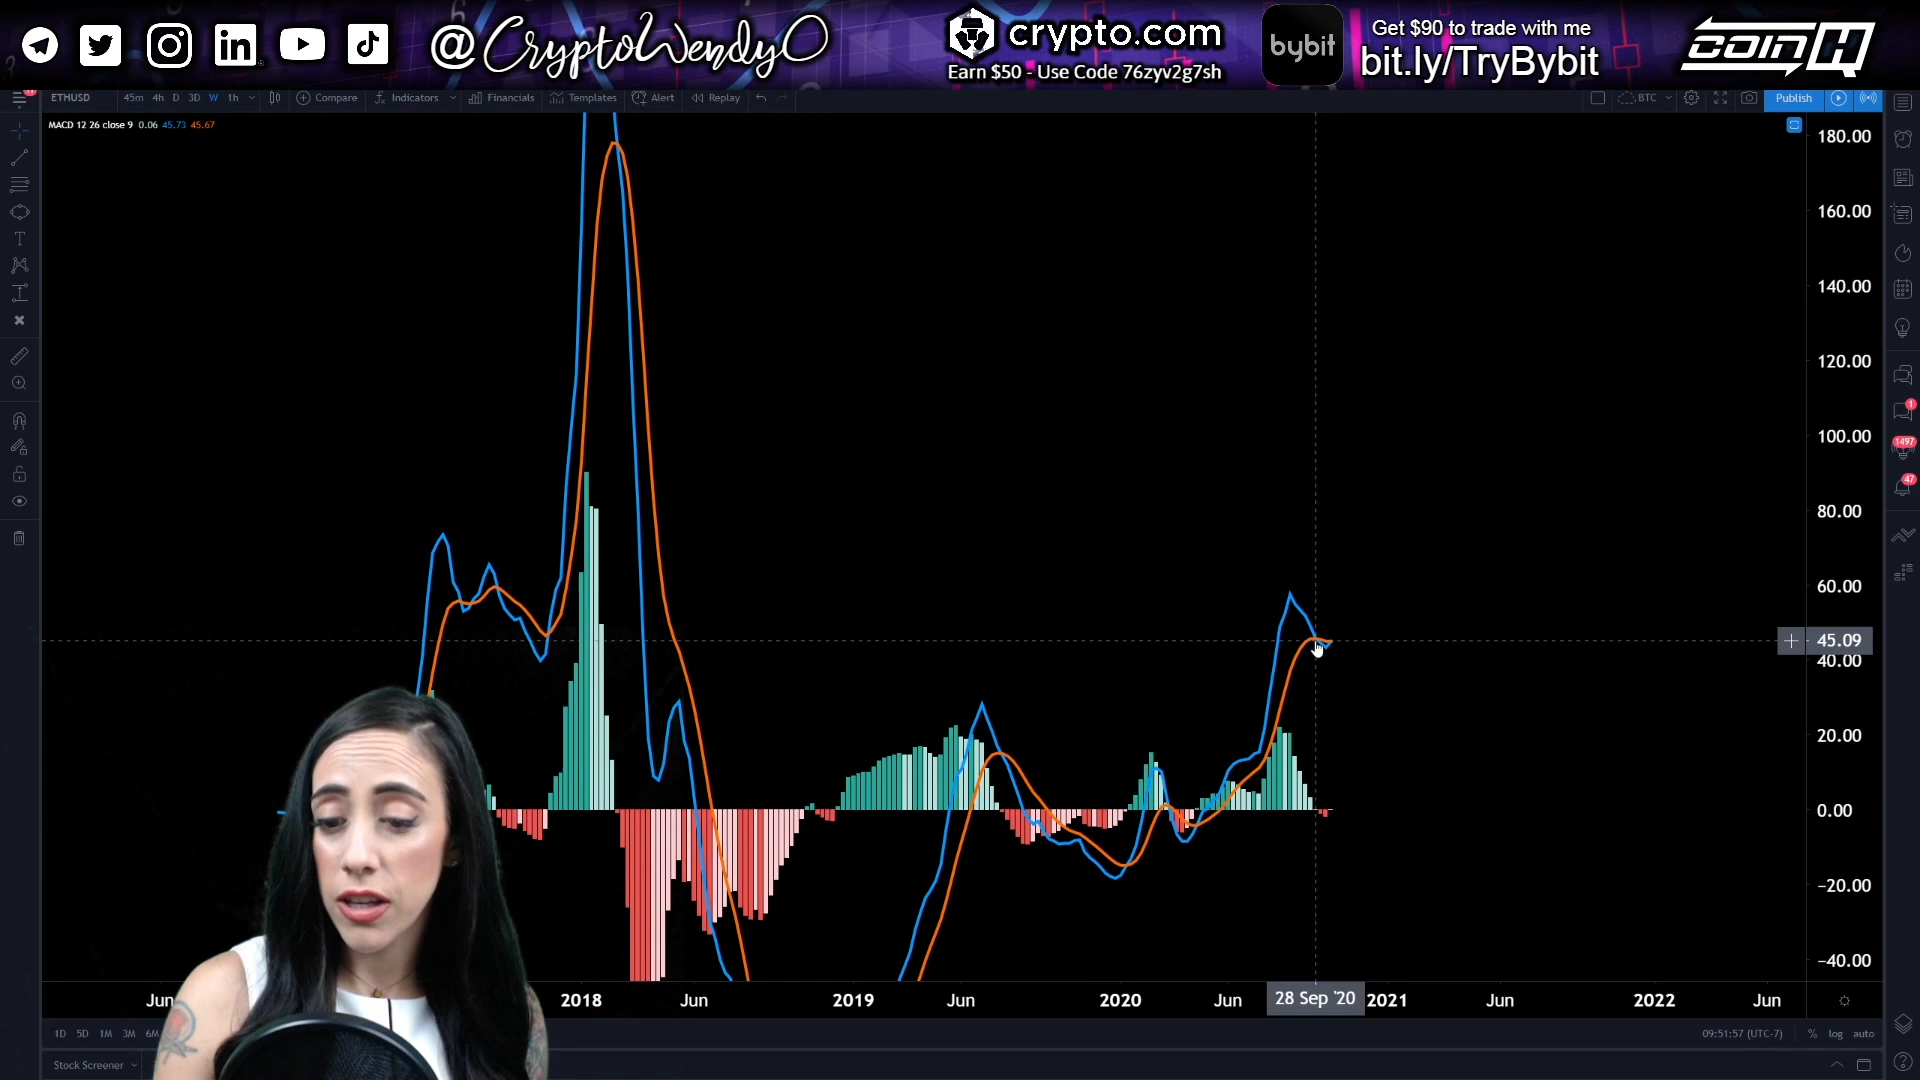 @CryptoWendyO
crypto.com
Earn $50 - Use Code 76zyv2g7sh
bybit
Get $90 to trade with me
bit.ly/TryBybit
COINHQ
ETHUSD 45m 4h D 3D W 1h Compare Indicators Financials Templates Alert Replay BTC Publish
MACD 12 26 close 9 0.06 45.73 45.67
180.00
160.00
140.00
120.00
100.00
80.00
60.00
45.09
40.00
20.00
0.00
−20.00
−40.00
1
1497
47
Jun 2018 Jun 2019 Jun 2020 Jun 28 Sep '20 2021 Jun 2022 Jun
1D 5D 1M 3M 6M 09:51:57 (UTC-7) % log auto
Stock Screener